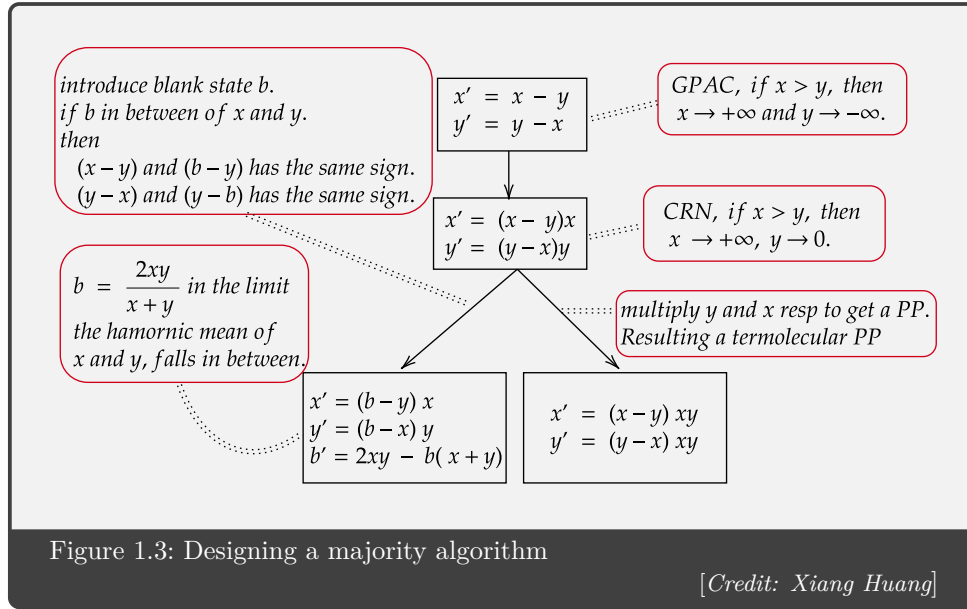 introduce blank state b.
if b in between of x and y.
then
(x − y) and (b − y) has the same sign.
(y − x) and (y − b) has the same sign.
x′ = x − y
y′ = y − x
GPAC, if x > y, then
x → +∞ and y → −∞.
x′ = (x − y)x
y′ = (y − x)y
CRN, if x > y, then
x → +∞, y → 0.
b = 2xy / x + y in the limit
the hamornic mean of
x and y, falls in between.
multiply y and x resp to get a PP.
Resulting a termolecular PP
x′ = (b − y) x
y′ = (b − x) y
b′ = 2xy − b( x + y)
x′ = (x − y) xy
y′ = (y − x) xy
Figure 1.3: Designing a majority algorithm
[Credit: Xiang Huang]